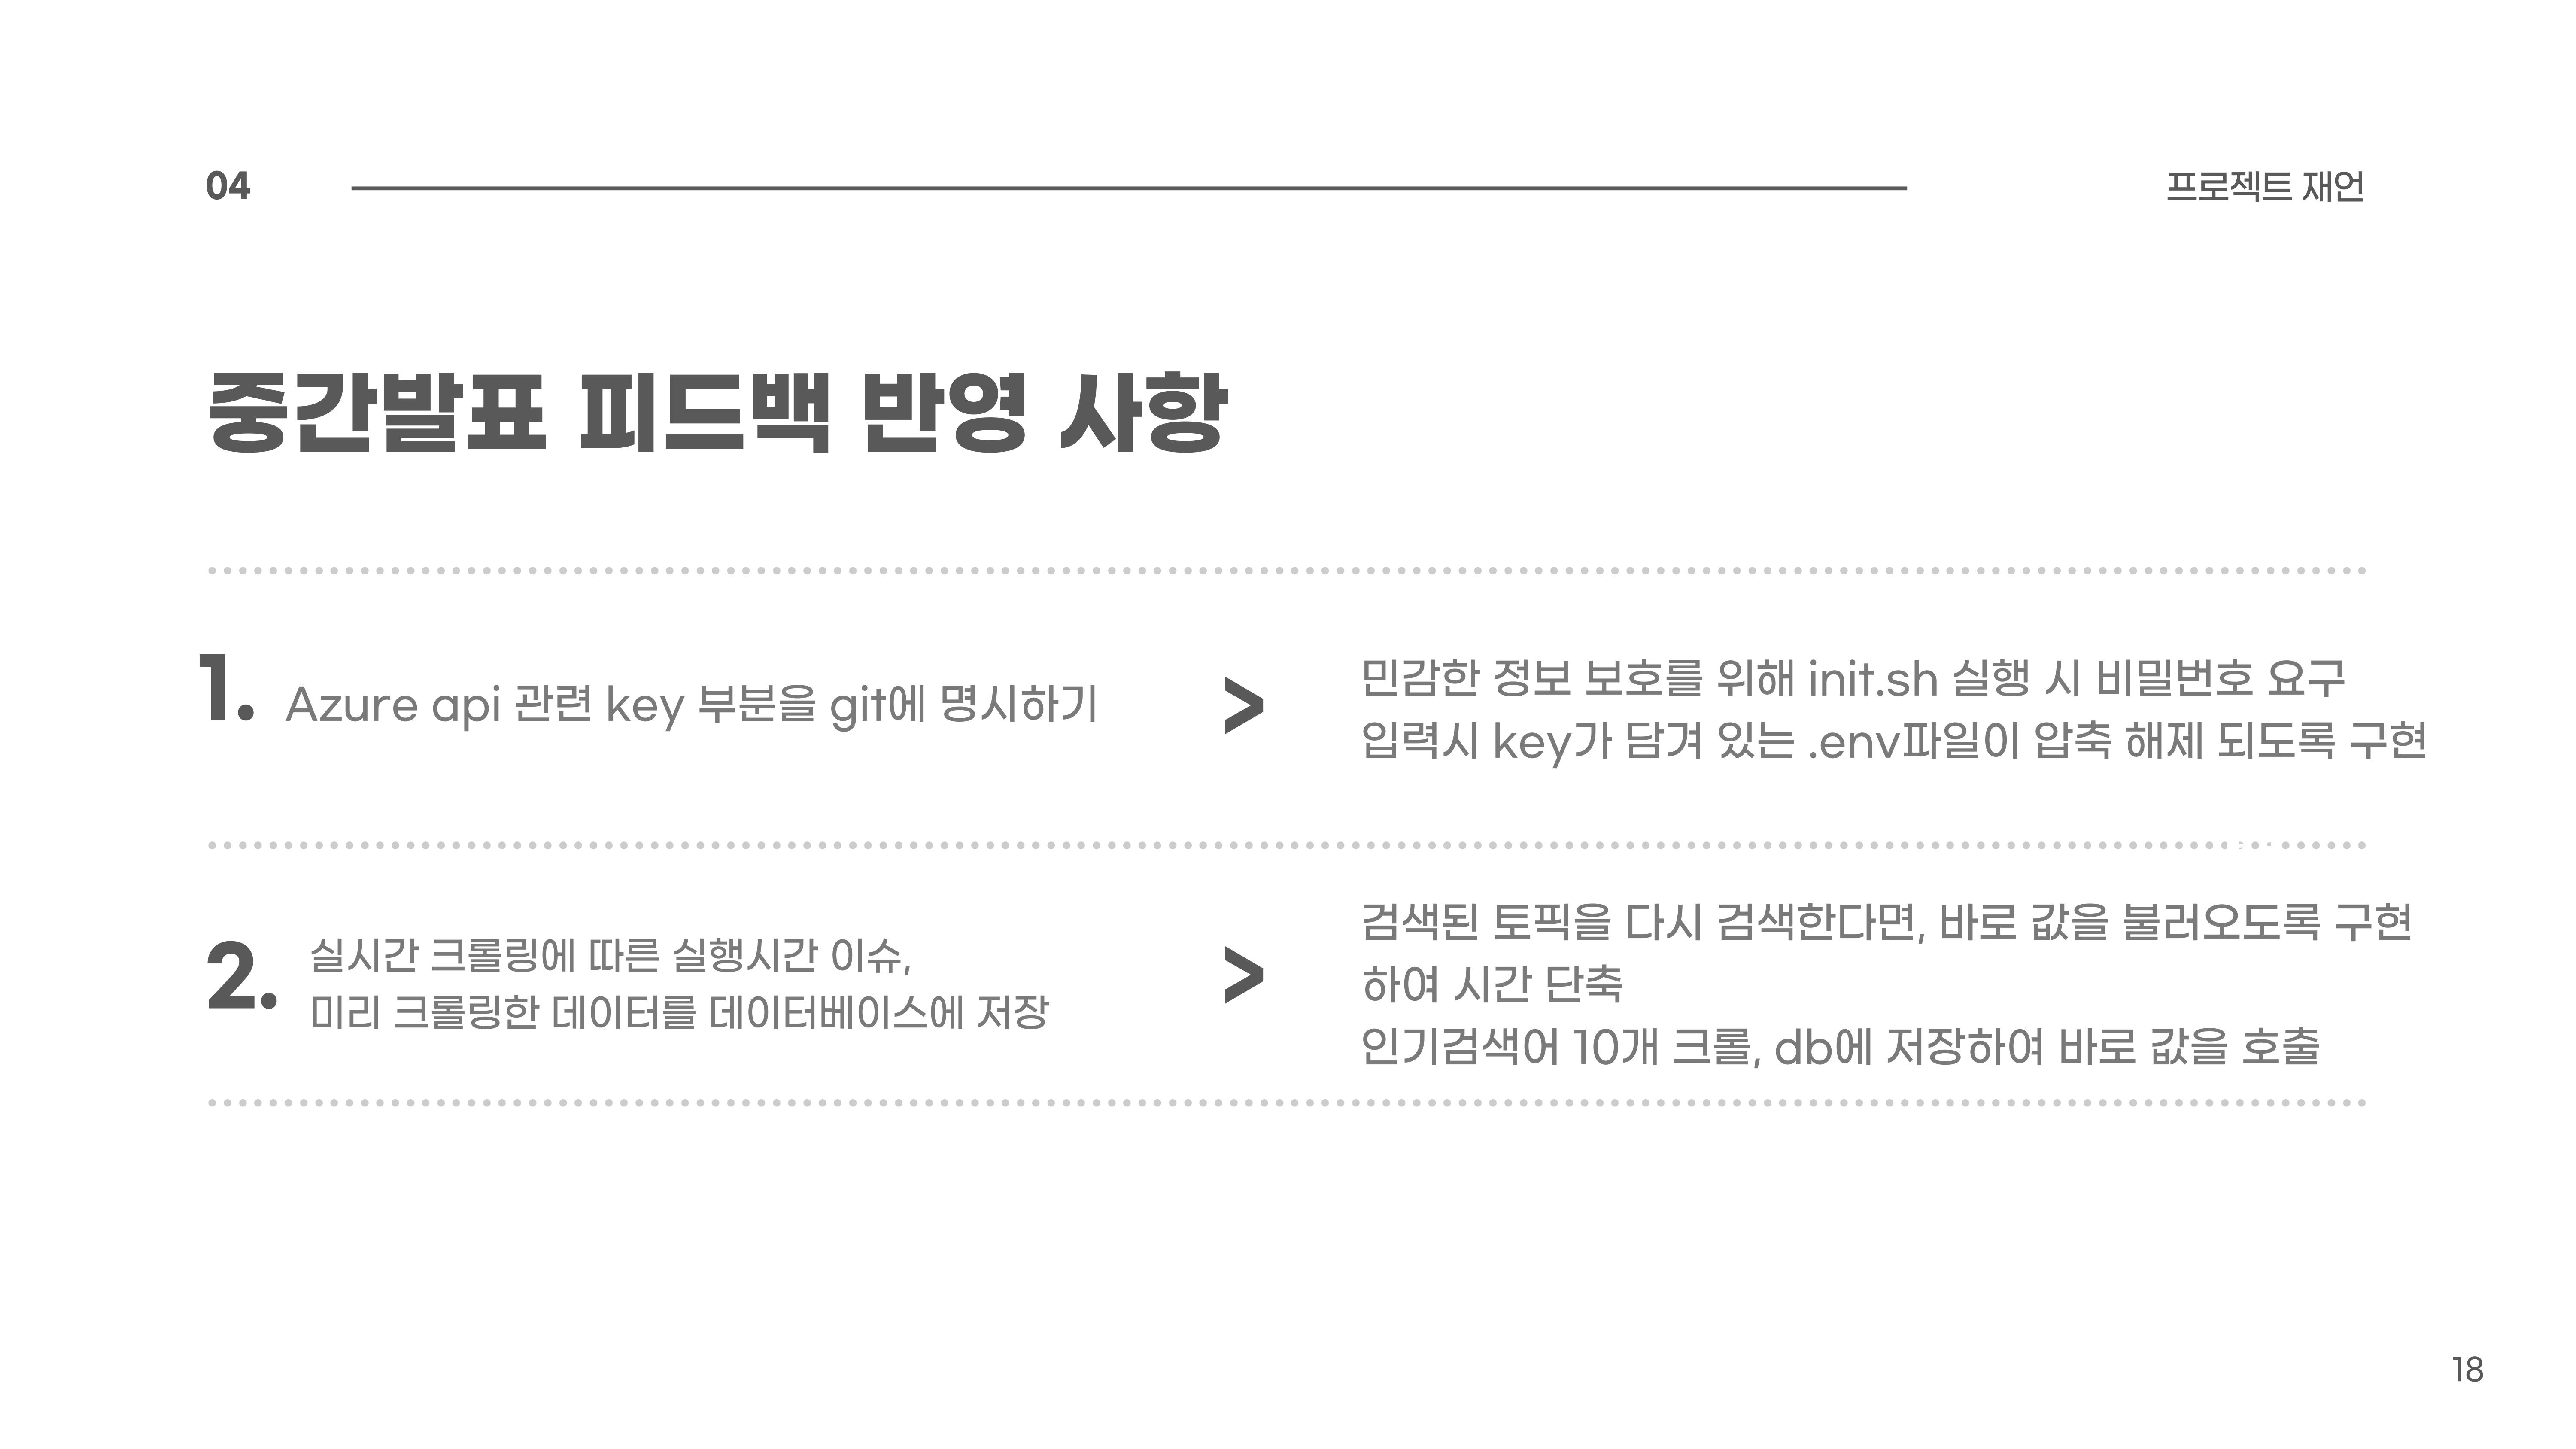 04
프로젝트 재언
중간발표 피드백 반영 사항
1. Azure api 관련 key 부분을 git에 명시하기
>
민감한 정보 보호를 위해 init.sh 실행 시 비밀번호 요구
입력시 key가 담겨 있는 .env파일이 압축 해제 되도록 구현
2. 실시간 크롤링에 따른 실행시간 이슈,
미리 크롤링한 데이터를 데이터베이스에 저장
>
검색된 토픽을 다시 검색한다면, 바로 값을 불러오도록 구현
하여 시간 단축
인기검색어 10개 크롤, db에 저장하여 바로 값을 호출
18